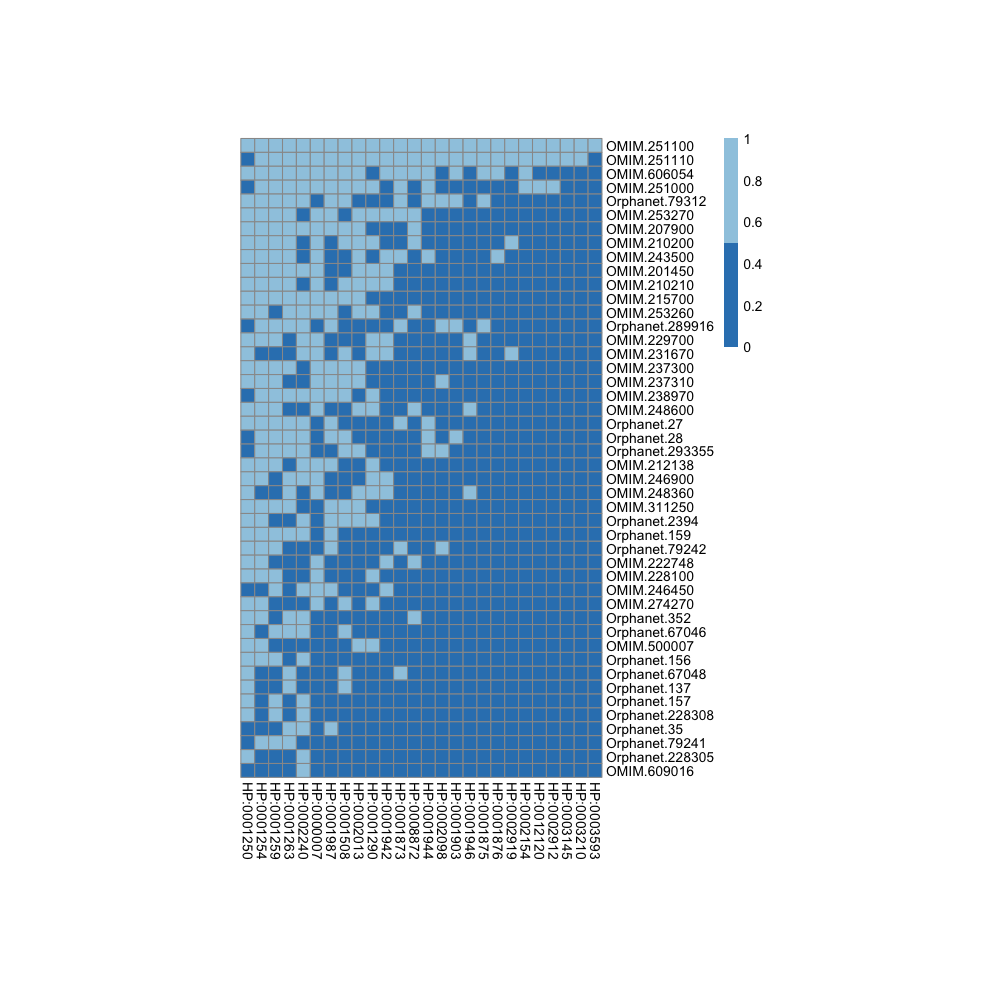 1
0.8
0.6
0.4
0.2
0
OMIM.251100
OMIM.251110
OMIM.606054
OMIM.251000
Orphanet.79312
OMIM.253270
OMIM.207900
OMIM.210200
OMIM.243500
OMIM.201450
OMIM.210210
OMIM.215700
OMIM.253260
Orphanet.289916
OMIM.229700
OMIM.231670
OMIM.237300
OMIM.237310
OMIM.238970
OMIM.248600
Orphanet.27
Orphanet.28
Orphanet.293355
OMIM.212138
OMIM.246900
OMIM.248360
OMIM.311250
Orphanet.2394
Orphanet.159
Orphanet.79242
OMIM.222748
OMIM.228100
OMIM.246450
OMIM.274270
Orphanet.352
Orphanet.67046
OMIM.500007
Orphanet.156
Orphanet.67048
Orphanet.137
Orphanet.157
Orphanet.228308
Orphanet.35
Orphanet.79241
Orphanet.228305
OMIM.609016
HP:0001250
HP:0001254
HP:0001259
HP:0001263
HP:0002240
HP:0000007
HP:0001987
HP:0001508
HP:0002013
HP:0001290
HP:0001942
HP:0001873
HP:0008872
HP:0001944
HP:0002098
HP:0001903
HP:0001946
HP:0001875
HP:0001876
HP:0002919
HP:0002154
HP:0012120
HP:0002912
HP:0003145
HP:0003210
HP:0003593